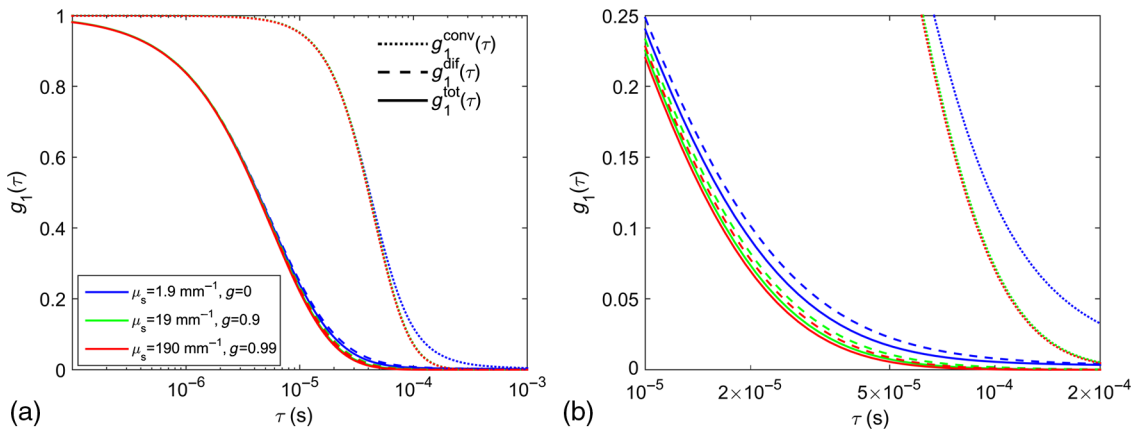 1
0.8
0.6
0.4
0.2
0
g₁(τ)
g₁ᶜᵒⁿᵛ(τ)
g₁ᵈⁱᶠ(τ)
g₁ᵗᵒᵗ(τ)
μₛ=1.9 mm⁻¹, g=0
μₛ=19 mm⁻¹, g=0.9
μₛ=190 mm⁻¹, g=0.99
10⁻⁶ 10⁻⁵ 10⁻⁴ 10⁻³
(a) τ (s)
0.25
0.2
0.15
0.1
0.05
0
g₁(τ)
10⁻⁵ 2×10⁻⁵ 5×10⁻⁵ 10⁻⁴ 2×10⁻⁴
(b) τ (s)